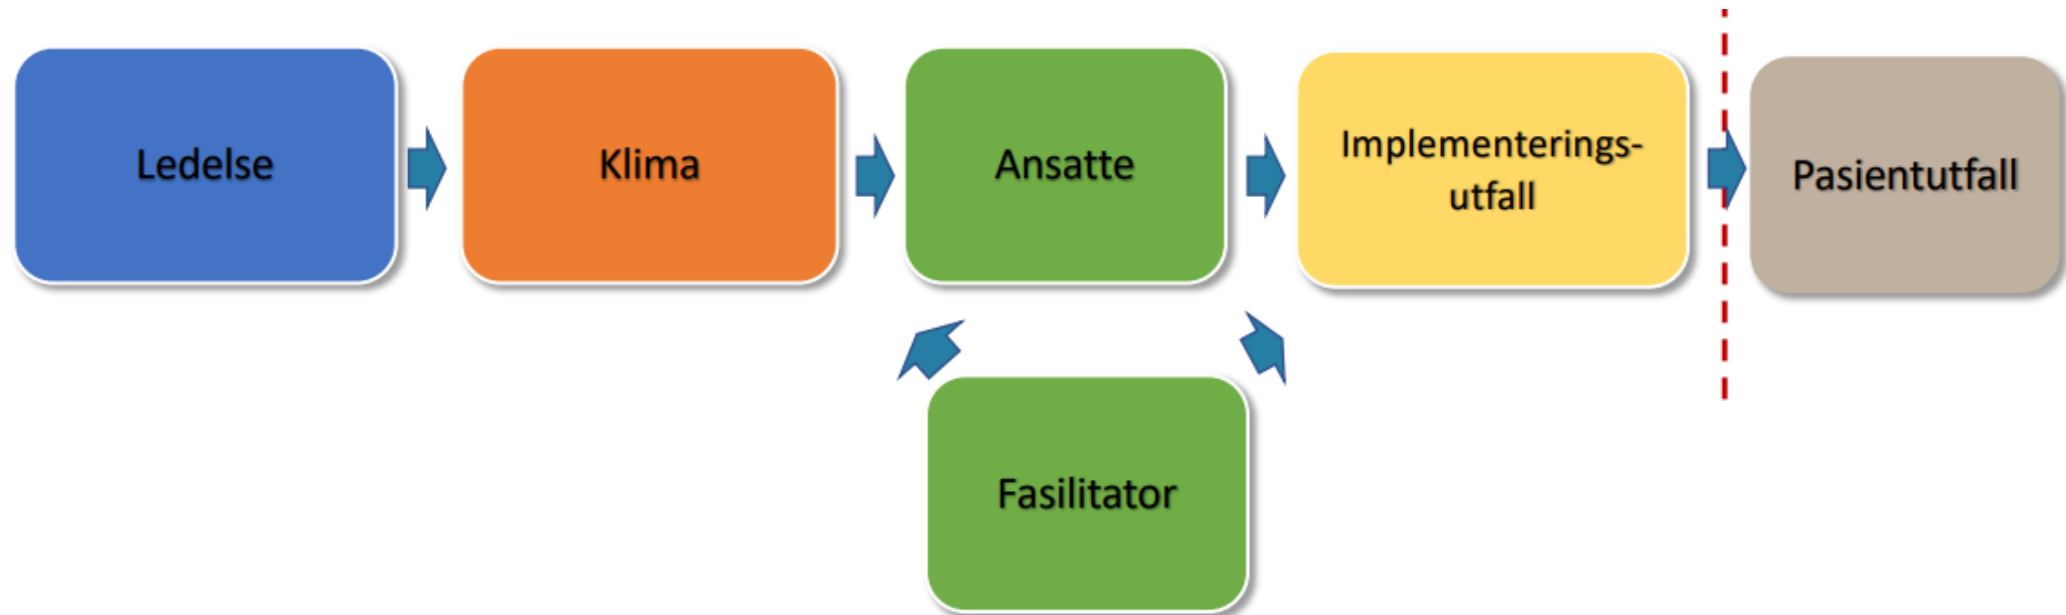 Ledelse
Klima
Ansatte
Implementerings-
utfall
Pasientutfall
Fasilitator